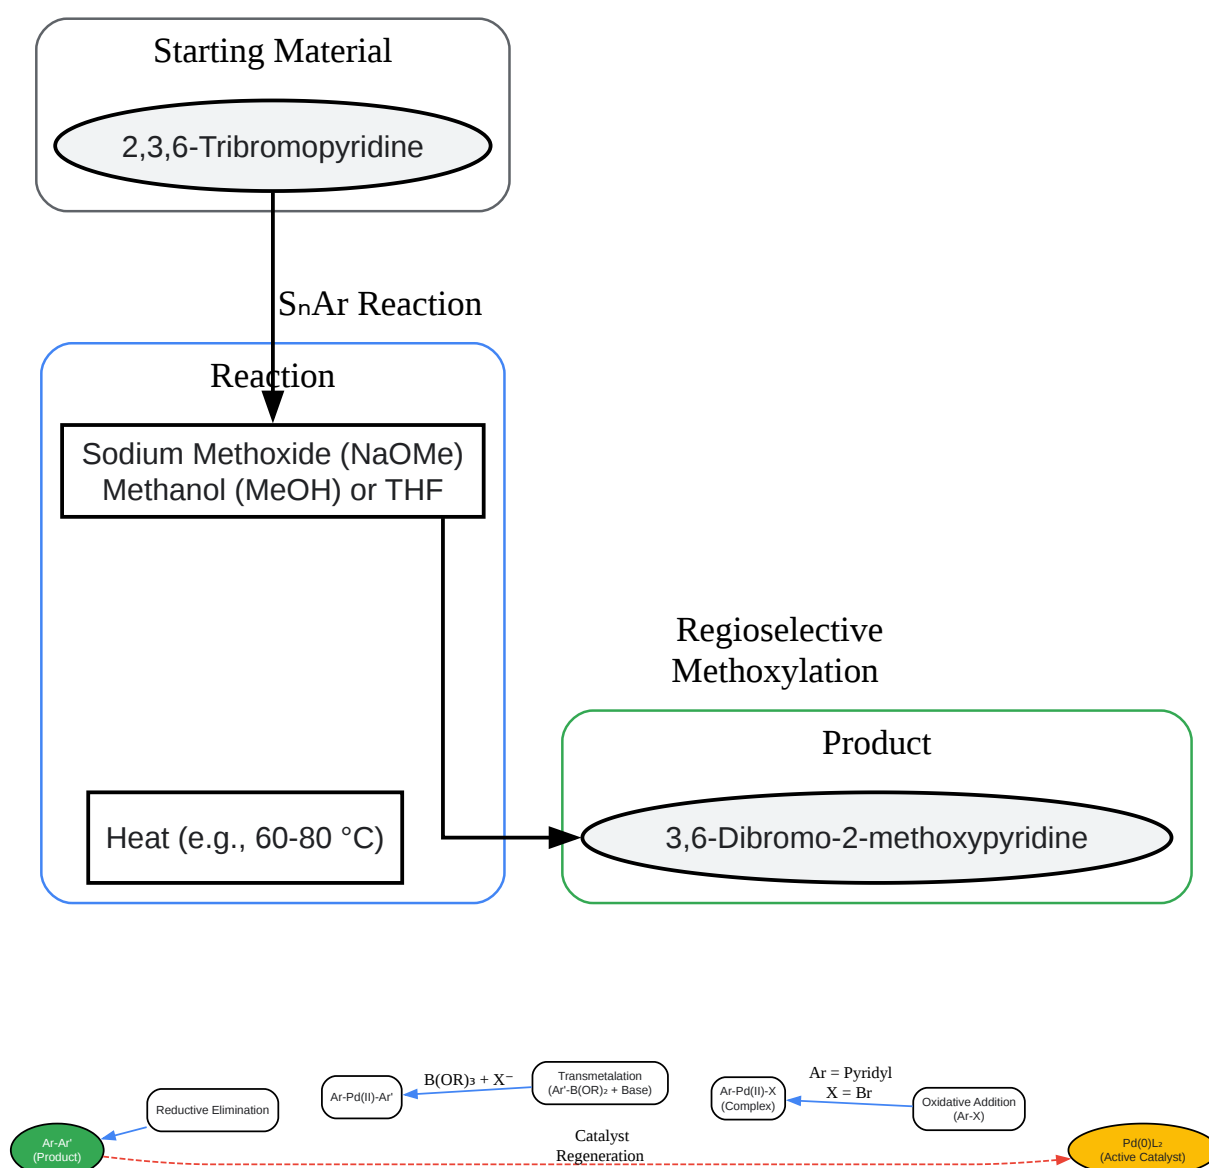 Starting Material
2,3,6-Tribromopyridine
SₙAr Reaction
Reaction
Sodium Methoxide (NaOMe)
Methanol (MeOH) or THF
Regioselective
Methoxylation
Product
Heat (e.g., 60-80 °C)
3,6-Dibromo-2-methoxypyridine
Reductive Elimination
Ar-Pd(II)-Ar'
B(OR)₃ + X⁻
Transmetalation
(Ar'-B(OR)₂ + Base)
Ar-Pd(II)-X
(Complex)
Ar = Pyridyl
X = Br
Oxidative Addition
(Ar-X)
Ar-Ar'
(Product)
Catalyst
Regeneration
Pd(0)L₂
(Active Catalyst)